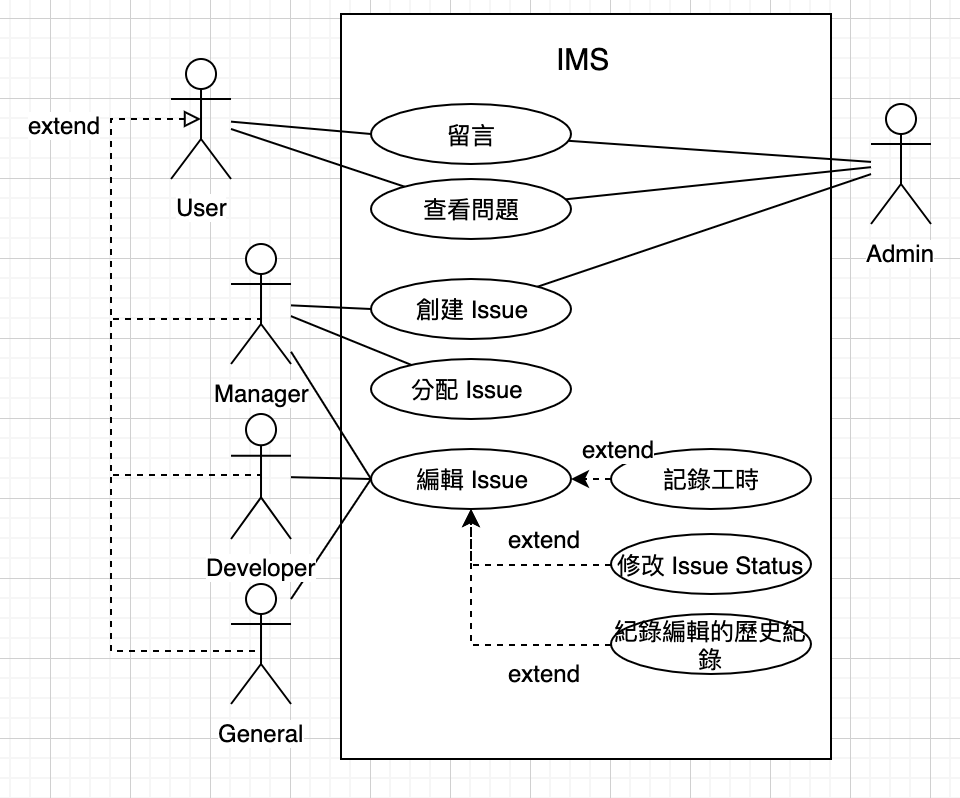 IMS
extend
User
留言
查看問題
Admin
創建 Issue
Manager
分配 Issue
extend
編輯 Issue
記錄工時
extend
Developer
修改 Issue Status
紀錄編輯的歷史紀
錄
extend
General